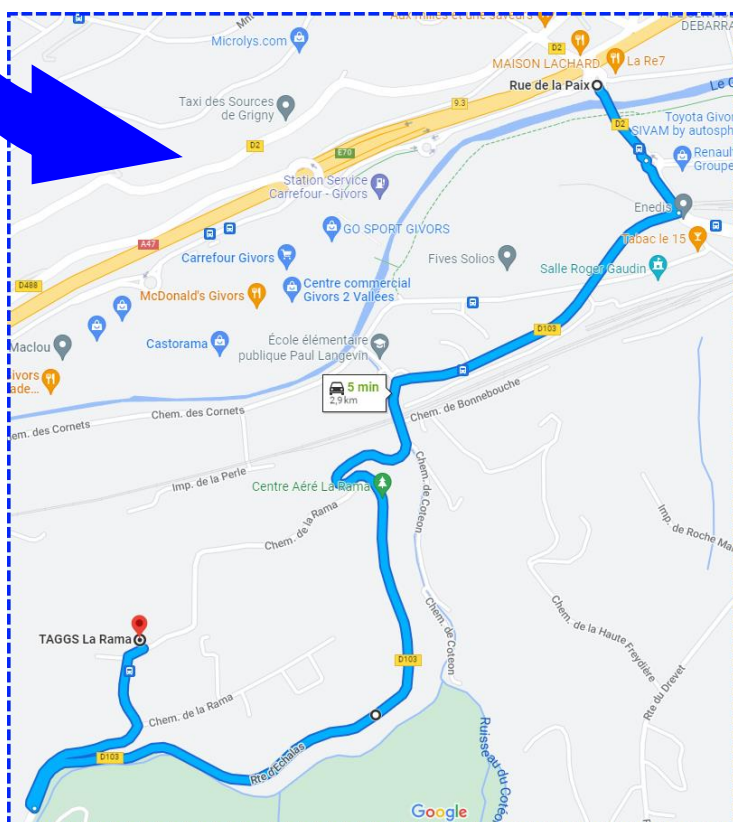 Aux milles et une saveurs
DEBARRA
D2
Microlys.com
MAISON LACHARD
La Re7
Rue de la Paix
Le G
Taxi des Sources
de Grigny
9.3
D2
Toyota Givor
SIVAM by autosph
D2
E70
Renault
Groupe
Station Service
Carrefour - Givors
Enedis
GO SPORT GIVORS
Tabac le 15
A47
Carrefour Givors
Fives Solios
Salle Roger Gaudin
D488
McDonald's Givors
Centre commercial
Givors 2 Vallées
D103
Maclou
Castorama
École élémentaire
publique Paul Langevin
ivors
ade...
5 min
2,9 km
Chem. des Cornets
Chem. de Bonnebouche
em. des Cornets
Imp. de la Perle
Centre Aéré La Rama
Chem. de Coteon
Chem. de la Rama
Imp. de Roche Mar
Chem. de Coteon
Chem. de la Haute Freydière
TAGGS La Rama
D103
Rte du Drevet
Chem. de la Rama
D103
Rte d'Échalas
Ruisseau du Cotéo
Google